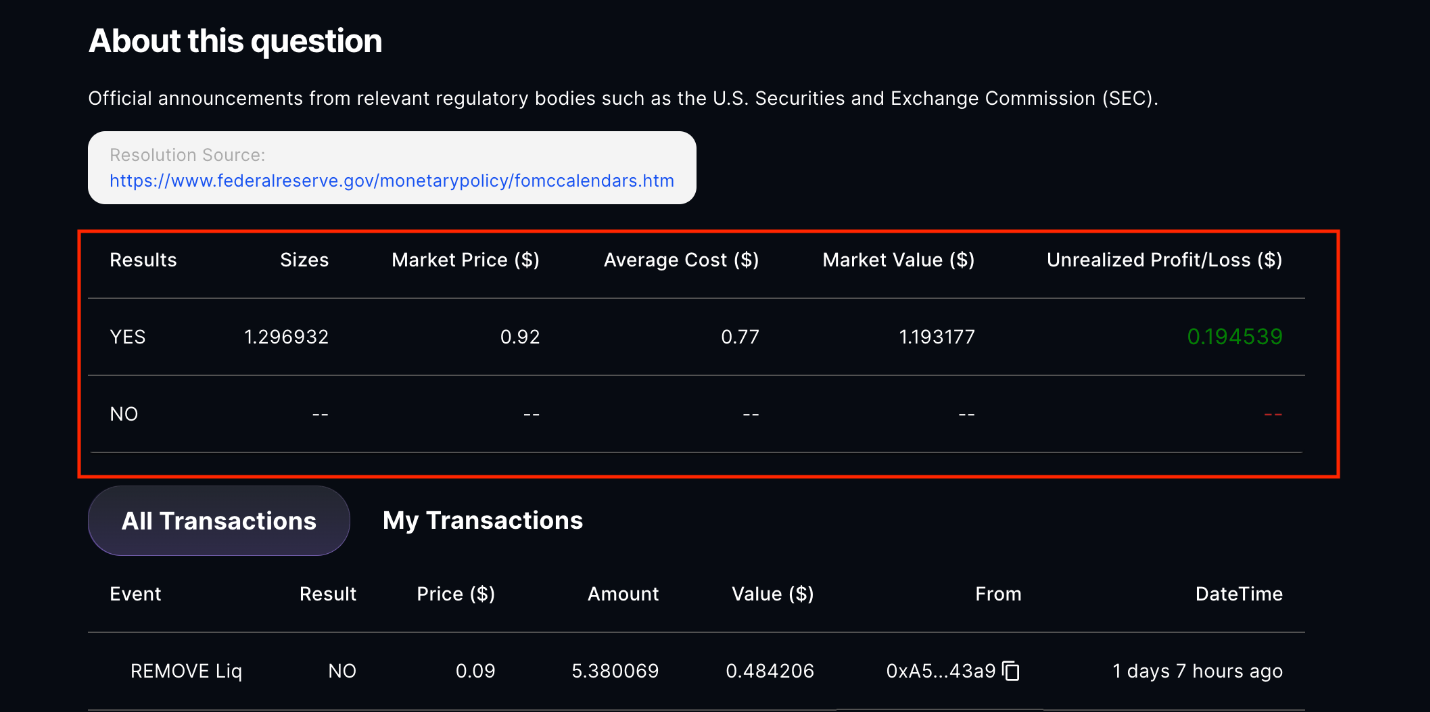 About this question
Official announcements from relevant regulatory bodies such as the U.S. Securities and Exchange Commission (SEC).
Resolution Source:
https://www.federalreserve.gov/monetarypolicy/fomccalendars.htm
Results Sizes Market Price ($) Average Cost ($) Market Value ($) Unrealized Profit/Loss ($)
YES 1.296932 0.92 0.77 1.193177 0.194539
NO -- -- -- -- --
All Transactions My Transactions
Event Result Price ($) Amount Value ($) From DateTime
REMOVE Liq NO 0.09 5.380069 0.484206 0xA5...43a9 1 days 7 hours ago